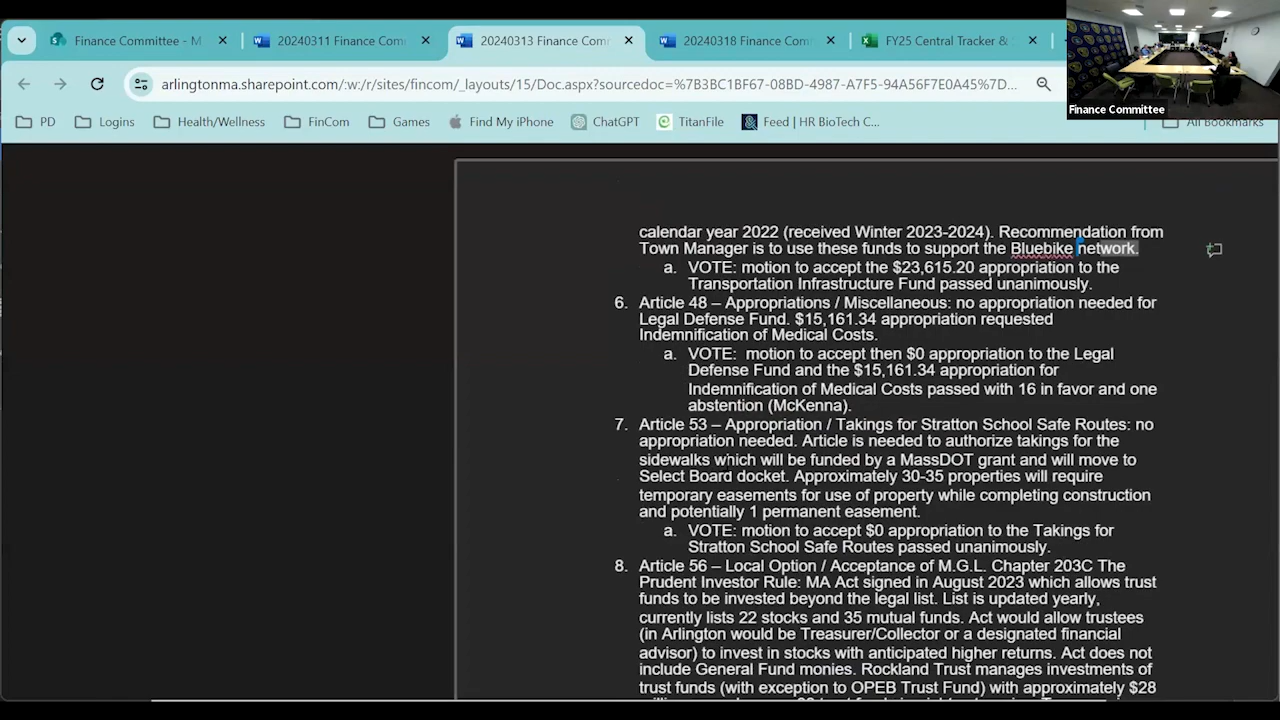 Finance Committee - M
20240311 Finance Com
20240313 Finance Com
20240318 Finance Com
FY25 Central Tracker &
arlingtonma.sharepoint.com/:w:/r/sites/fincom/_layouts/15/Doc.aspx?sourcedoc=%7B3BC1BF67-08BD-4987-A7F5-94A56F7E0A45%7D...
Finance Committee
PD
Logins
Health/Wellness
FinCom
Games
Find My iPhone
ChatGPT
TitanFile
Feed | HR BioTech C...
All Bookmarks
calendar year 2022 (received Winter 2023-2024). Recommendation from
Town Manager is to use these funds to support the Bluebike network.
a. VOTE: motion to accept the $23,615.20 appropriation to the
Transportation Infrastructure Fund passed unanimously.
6. Article 48 – Appropriations / Miscellaneous: no appropriation needed for
Legal Defense Fund. $15,161.34 appropriation requested
Indemnification of Medical Costs.
a. VOTE: motion to accept then $0 appropriation to the Legal
Defense Fund and the $15,161.34 appropriation for
Indemnification of Medical Costs passed with 16 in favor and one
abstention (McKenna).
7. Article 53 – Appropriation / Takings for Stratton School Safe Routes: no
appropriation needed. Article is needed to authorize takings for the
sidewalks which will be funded by a MassDOT grant and will move to
Select Board docket. Approximately 30-35 properties will require
temporary easements for use of property while completing construction
and potentially 1 permanent easement.
a. VOTE: motion to accept $0 appropriation to the Takings for
Stratton School Safe Routes passed unanimously.
8. Article 56 – Local Option / Acceptance of M.G.L. Chapter 203C The
Prudent Investor Rule: MA Act signed in August 2023 which allows trust
funds to be invested beyond the legal list. List is updated yearly,
currently lists 22 stocks and 35 mutual funds. Act would allow trustees
(in Arlington would be Treasurer/Collector or a designated financial
advisor) to invest in stocks with anticipated higher returns. Act does not
include General Fund monies. Rockland Trust manages investments of
trust funds (with exception to OPEB Trust Fund) with approximately $28